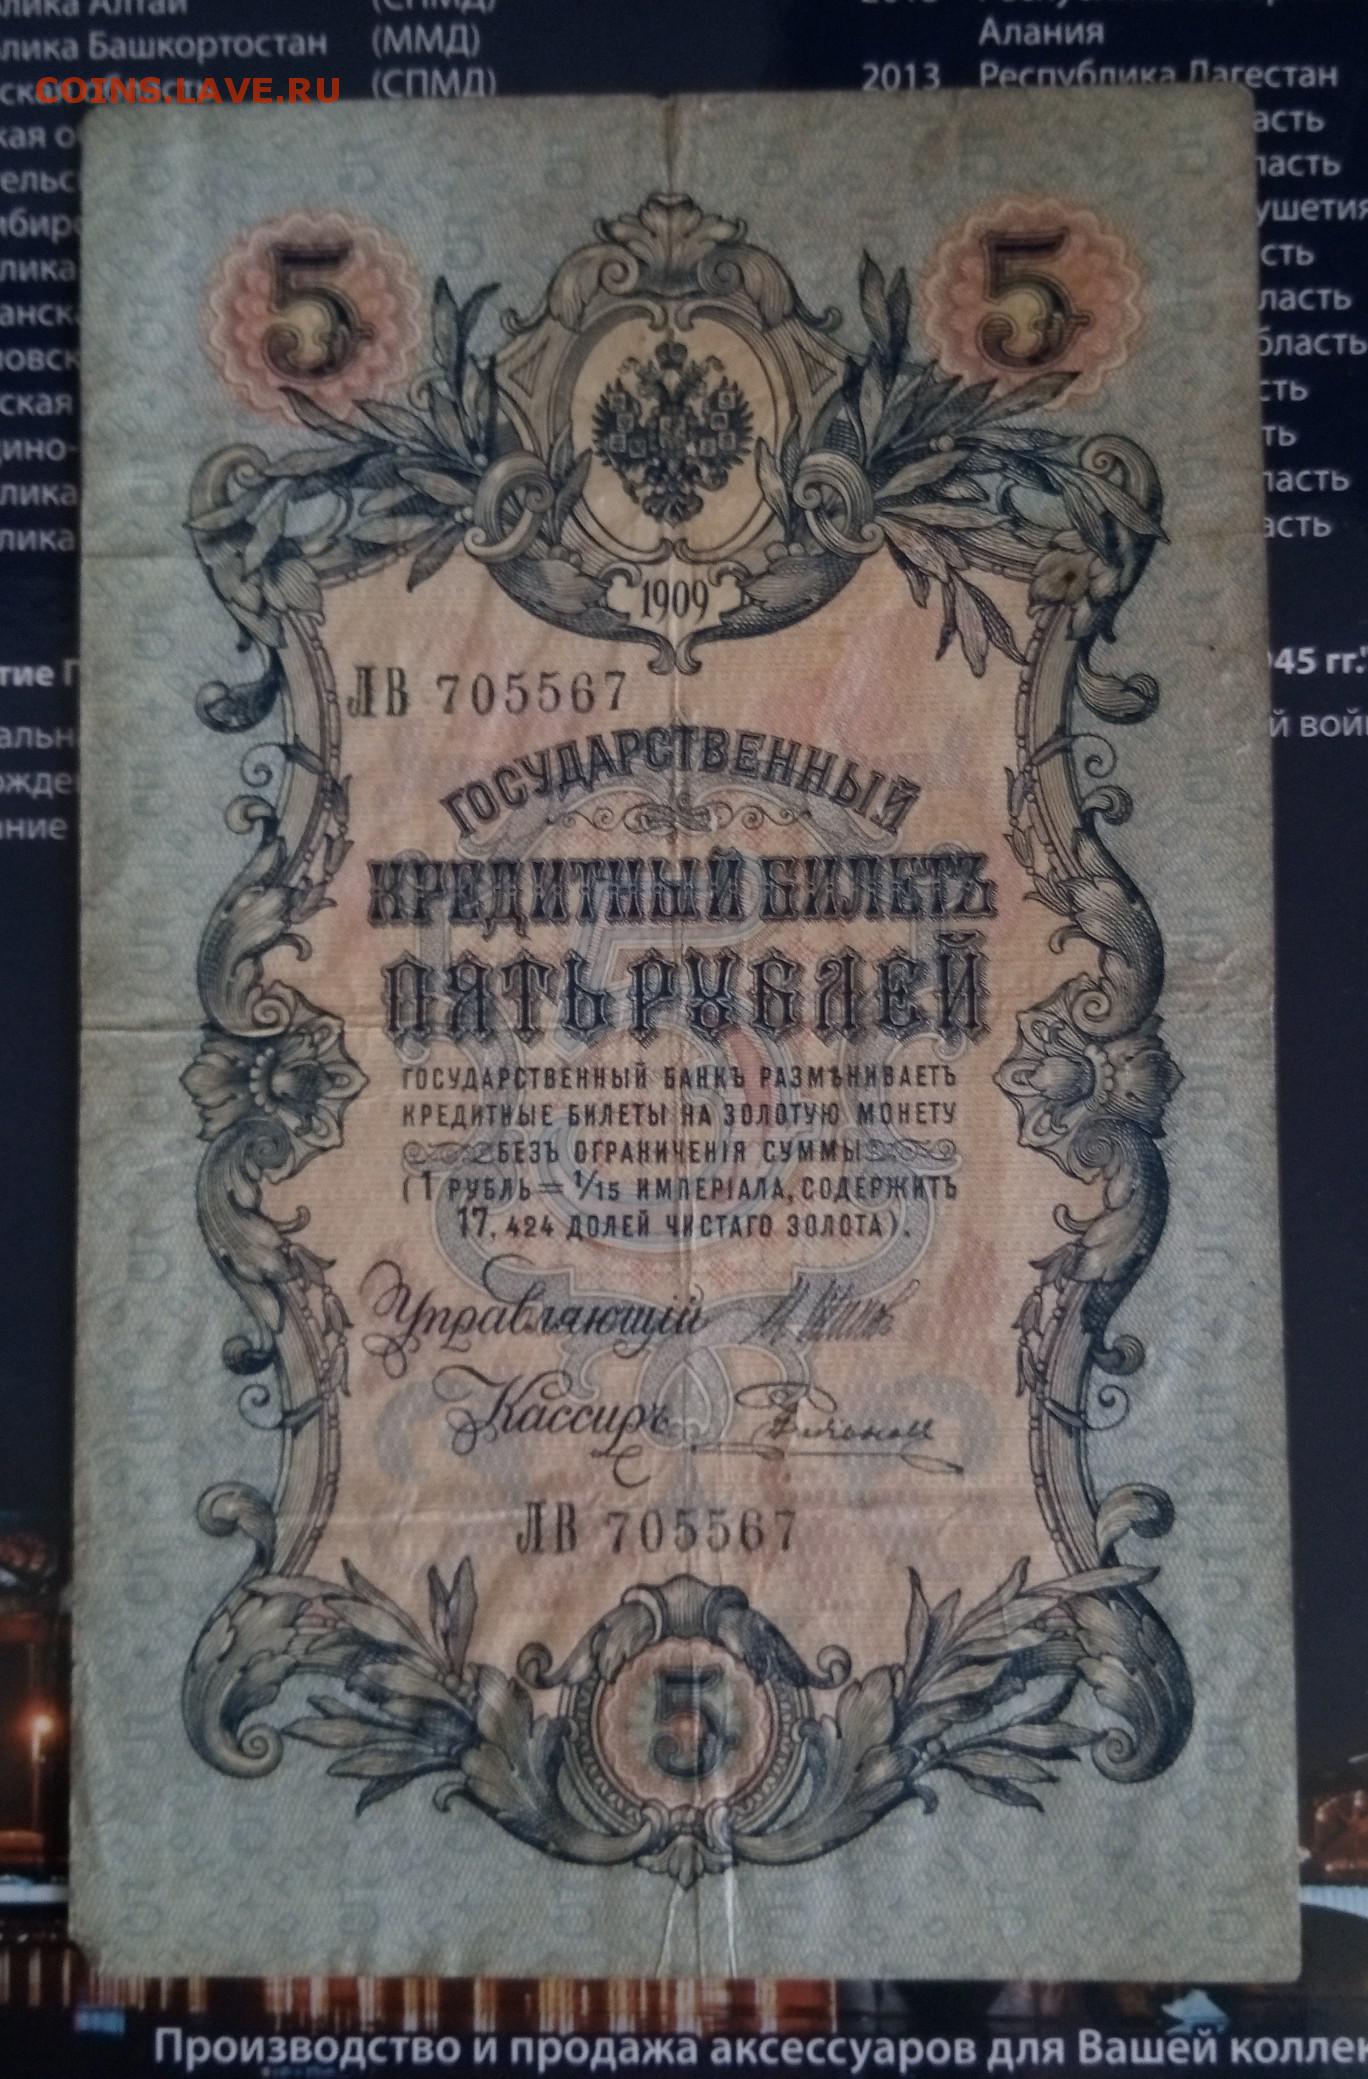 лика Алтай
лика Башкортостан (ММД)
(СПМД)
Алания
2013 Республика Дагестан
COINS.LAVE.RU
5 5
1909
ЛВ 705567
ГОСУДАРСТВЕННЫЙ
КРЕДИТНЫЙ БИЛЕТЪ
ПЯТЬ РУБЛЕЙ
ГОСУДАРСТВЕННЫЙ БАНКЪ РАЗМѢНИВАЕТЪ
КРЕДИТНЫЕ БИЛЕТЫ НА ЗОЛОТУЮ МОНЕТУ
БЕЗЪ ОГРАНИЧЕНІЯ СУММЫ
(1 РУБЛЬ = 1/15 ИМПЕРІАЛА, СОДЕРЖИТЪ
17,424 ДОЛЕЙ ЧИСТАГО ЗОЛОТА).
Управляющій
Кассиръ
ЛВ 705567
5
45 гг."
Производство и продажа аксессуаров для Вашей коллек